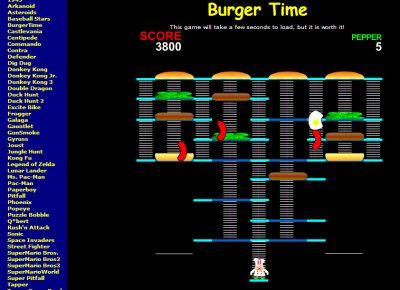 1943
Arkanoid
Asteroids
Baseball Stars
BurgerTime
Castlevania
Centipede
Commando
Contra
Defender
Dig Dug
Donkey Kong
Donkey Kong Jr.
Donkey Kong 3
Double Dragon
Duck Hunt
Duck Hunt 2
Excite Bike
Frogger
Galaga
Gauntlet
GunSmoke
Gyruss
Joust
Jungle Hunt
Kong Fu
Legend of Zelda
Lunar Lander
Ms. Pac-Man
Pac-Man
Paperboy
Pitfall
Phoenix
Popeye
Puzzle Bobble
Q*bert
Rush'n Attack
Sonic
Space Invaders
Street Fighter
SuperMario Bros.
SuperMario Bros2
SuperMario Bros3
SuperMarioWorld
Super Pitfall
Tapper
Burger Time
This game will take a few seconds to load, but it is worth it!
SCORE
3800
PEPPER
5